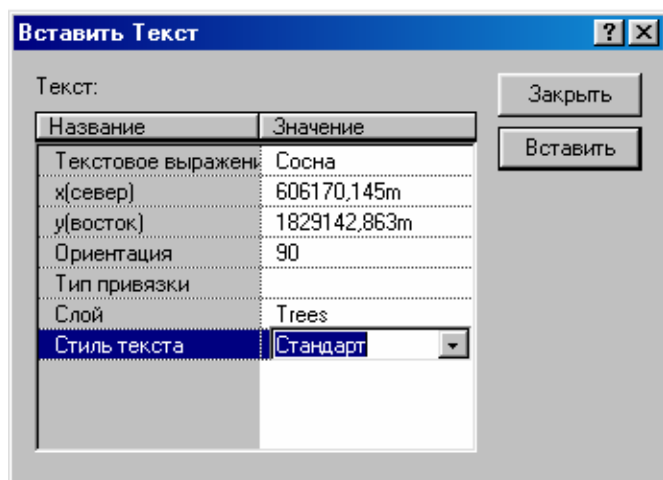 Вставить Текст
Текст:
Закрыть
Вставить
Название Значение
Текстовое выражени Сосна
x(север) 606170,145m
y(восток) 1829142,863m
Ориентация 90
Тип привязки
Слой Trees
Стиль текста Стандарт